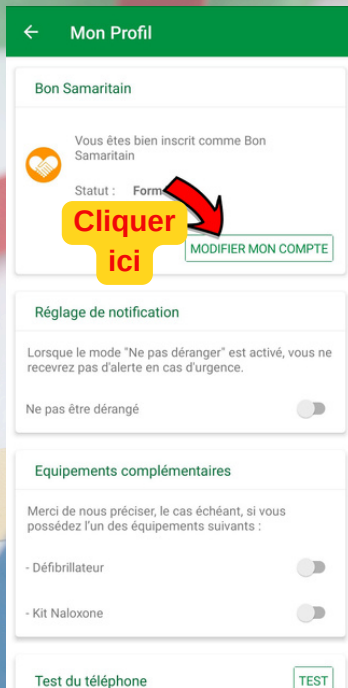 Mon Profil
Bon Samaritain
Vous êtes bien inscrit comme Bon
Samaritain
Statut :
Cliquer
ici
MODIFIER MON COMPTE
Réglage de notification
Lorsque le mode "Ne pas déranger" est activé, vous ne
recevrez pas d'alerte en cas d'urgence.
Ne pas être dérangé
Equipements complémentaires
Merci de nous préciser, le cas échéant, si vous
possédez l'un des équipements suivants :
- Défibrillateur
- Kit Naloxone
Test du téléphone
TEST